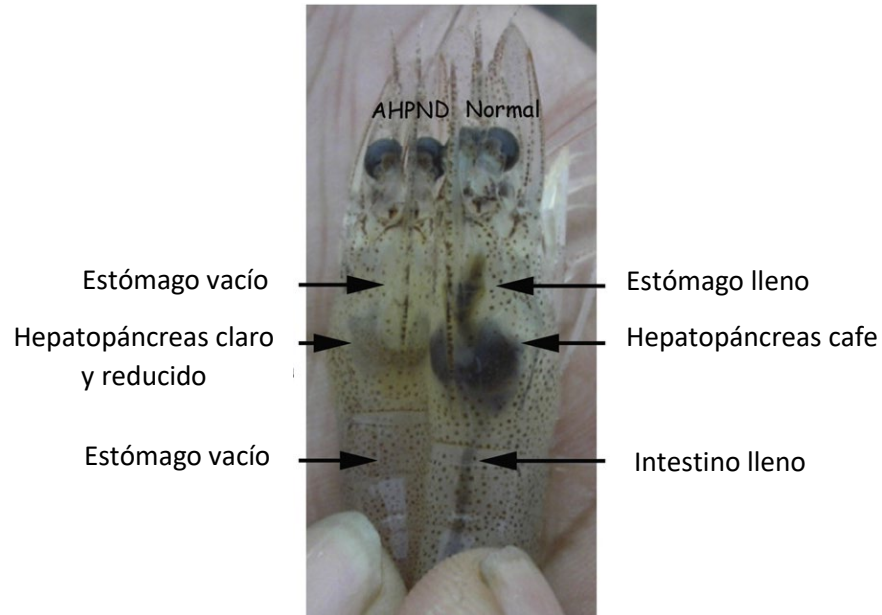 AHPND Normal
Estómago vacío
Estómago lleno
Hepatopáncreas claro
y reducido
Hepatopáncreas cafe
Estómago vacío
Intestino lleno